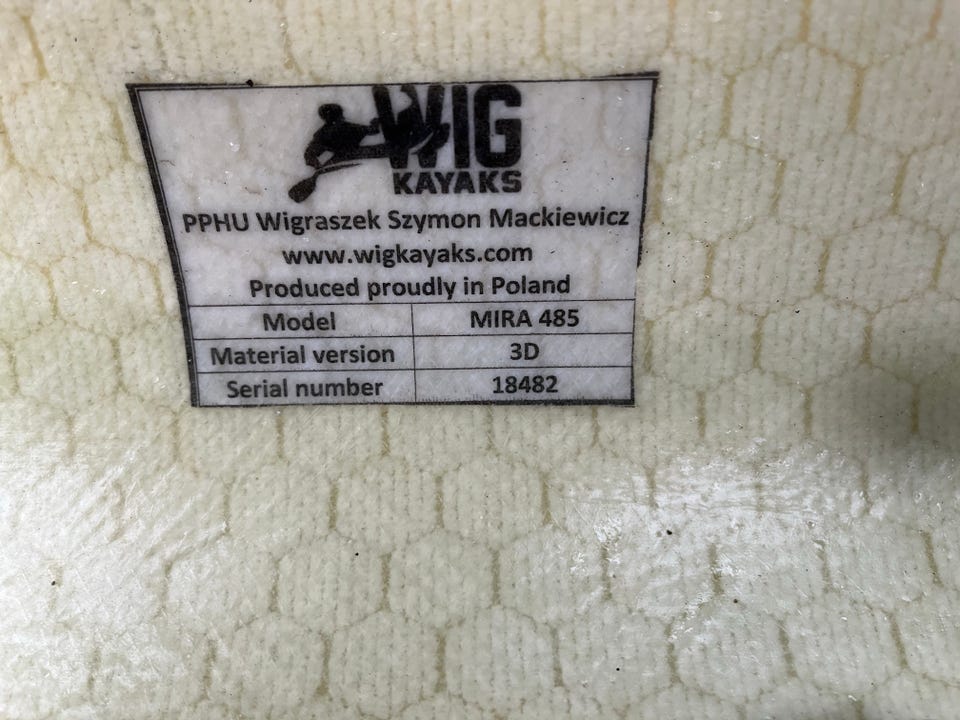 WIG
KAYAKS
PPHU Wigraszek Szymon Mackiewicz
www.wigkayaks.com
Produced proudly in Poland
Model MIRA 485
Material version 3D
Serial number 18482